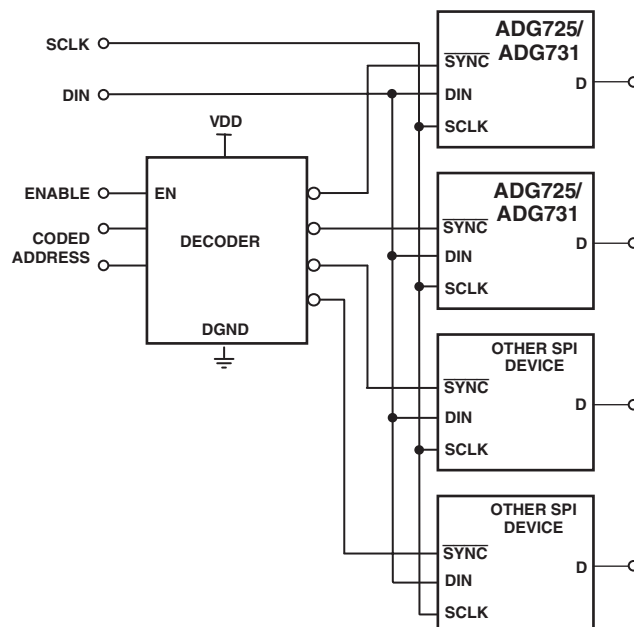 SCLK
DIN
VDD
ENABLE
EN
CODED
ADDRESS
DECODER
DGND
ADG725/
ADG731
SYNC
DIN
SCLK
D
ADG725/
ADG731
SYNC
DIN
SCLK
D
OTHER SPI
DEVICE
SYNC
DIN
SCLK
D
OTHER SPI
DEVICE
SYNC
DIN
SCLK
D